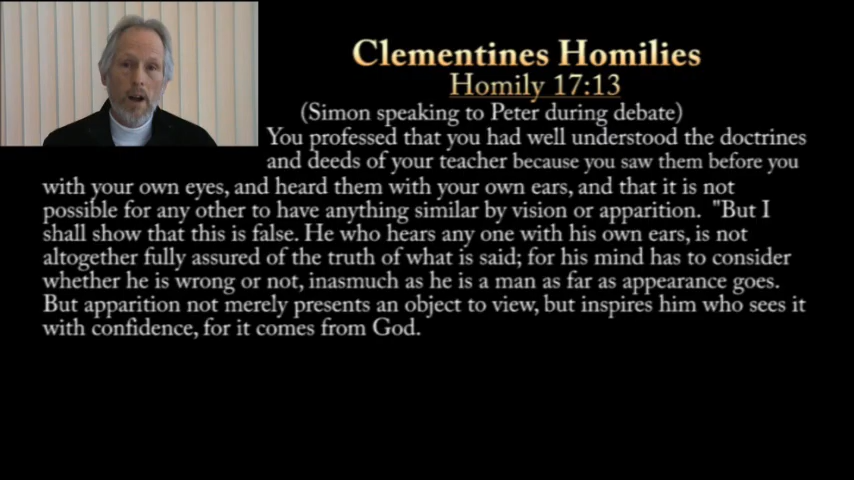 Clementines Homilies
Homily 17:13
(Simon speaking to Peter during debate)
You professed that you had well understood the doctrines
and deeds of your teacher because you saw them before you
with your own eyes, and heard them with your own ears, and that it is not
possible for any other to have anything similar by vision or apparition.  "But I
shall show that this is false. He who hears any one with his own ears, is not
altogether fully assured of the truth of what is said; for his mind has to consider
whether he is wrong or not, inasmuch as he is a man as far as appearance goes.
But apparition not merely presents an object to view, but inspires him who sees it
with confidence, for it comes from God.